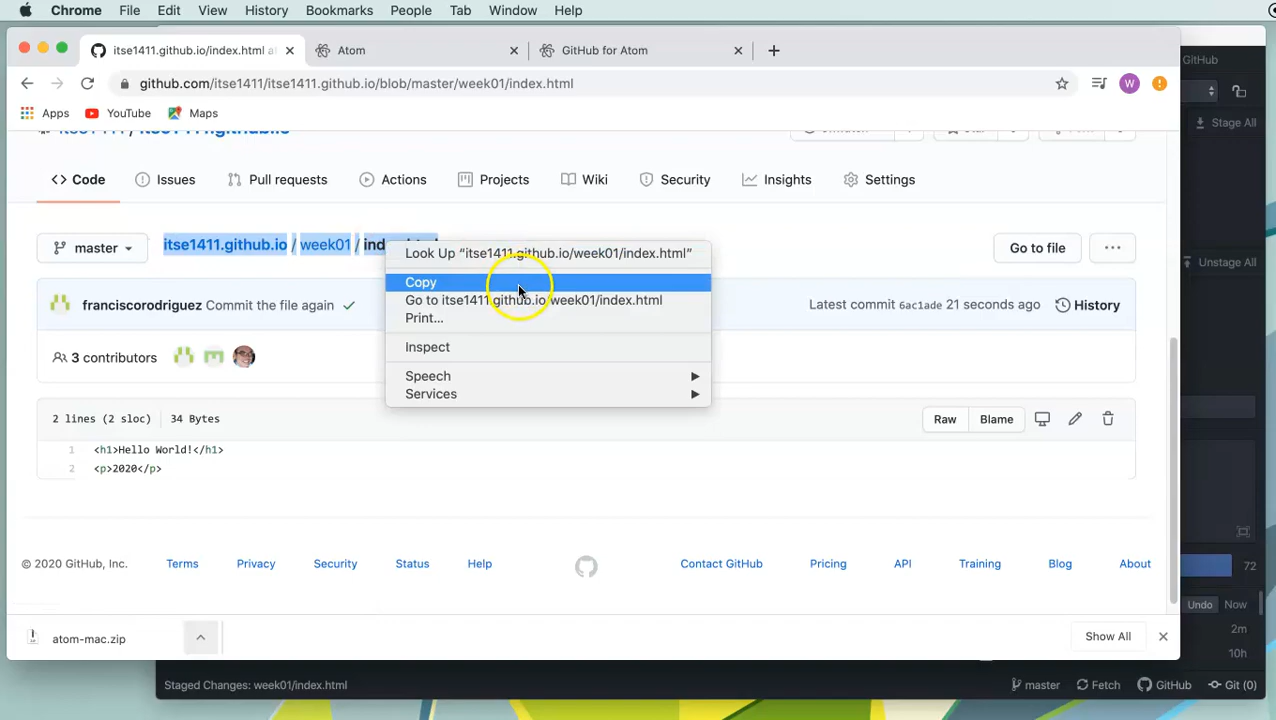 Chrome File Edit View History Bookmarks People Tab Window Help
itse1411.github.io/index.html a
Atom
GitHub for Atom
github.com/itse1411/itse1411.github.io/blob/master/week01/index.html
W
Apps YouTube Maps
GitHub
Stage All
Code Issues Pull requests Actions Projects Wiki Security Insights Settings
master
itse1411.github.io / week01 /
Go to file
Unstage All
Look Up “itse1411.github.io/week01/index.html”
Copy
Go to itse1411.github.io/week01/index.html
Print...
Inspect
Speech
Services
franciscorodriguez Commit the file again
Latest commit 6ac1ade 21 seconds ago History
3 contributors
2 lines (2 sloc) 34 Bytes
Raw Blame
1 <h1>Hello World!</h1>
2 <p>2020</p>
© 2020 GitHub, Inc. Terms Privacy Security Status Help Contact GitHub Pricing API Training Blog About
72
Undo Now
2m
10h
atom-mac.zip
Show All
Staged Changes: week01/index.html
master Fetch GitHub Git (0)